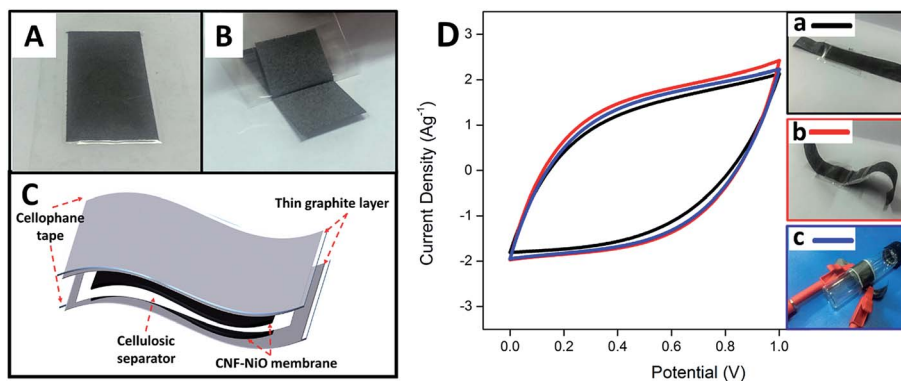 A
B
C
Cellophane
tape
Thin graphite layer
Cellulosic
separator
CNF-NiO membrane
D
Current Density (Ag-1)
3
2
1
0
-1
-2
-3
0.0 0.2 0.4 0.6 0.8 1.0
Potential (V)
a
b
c